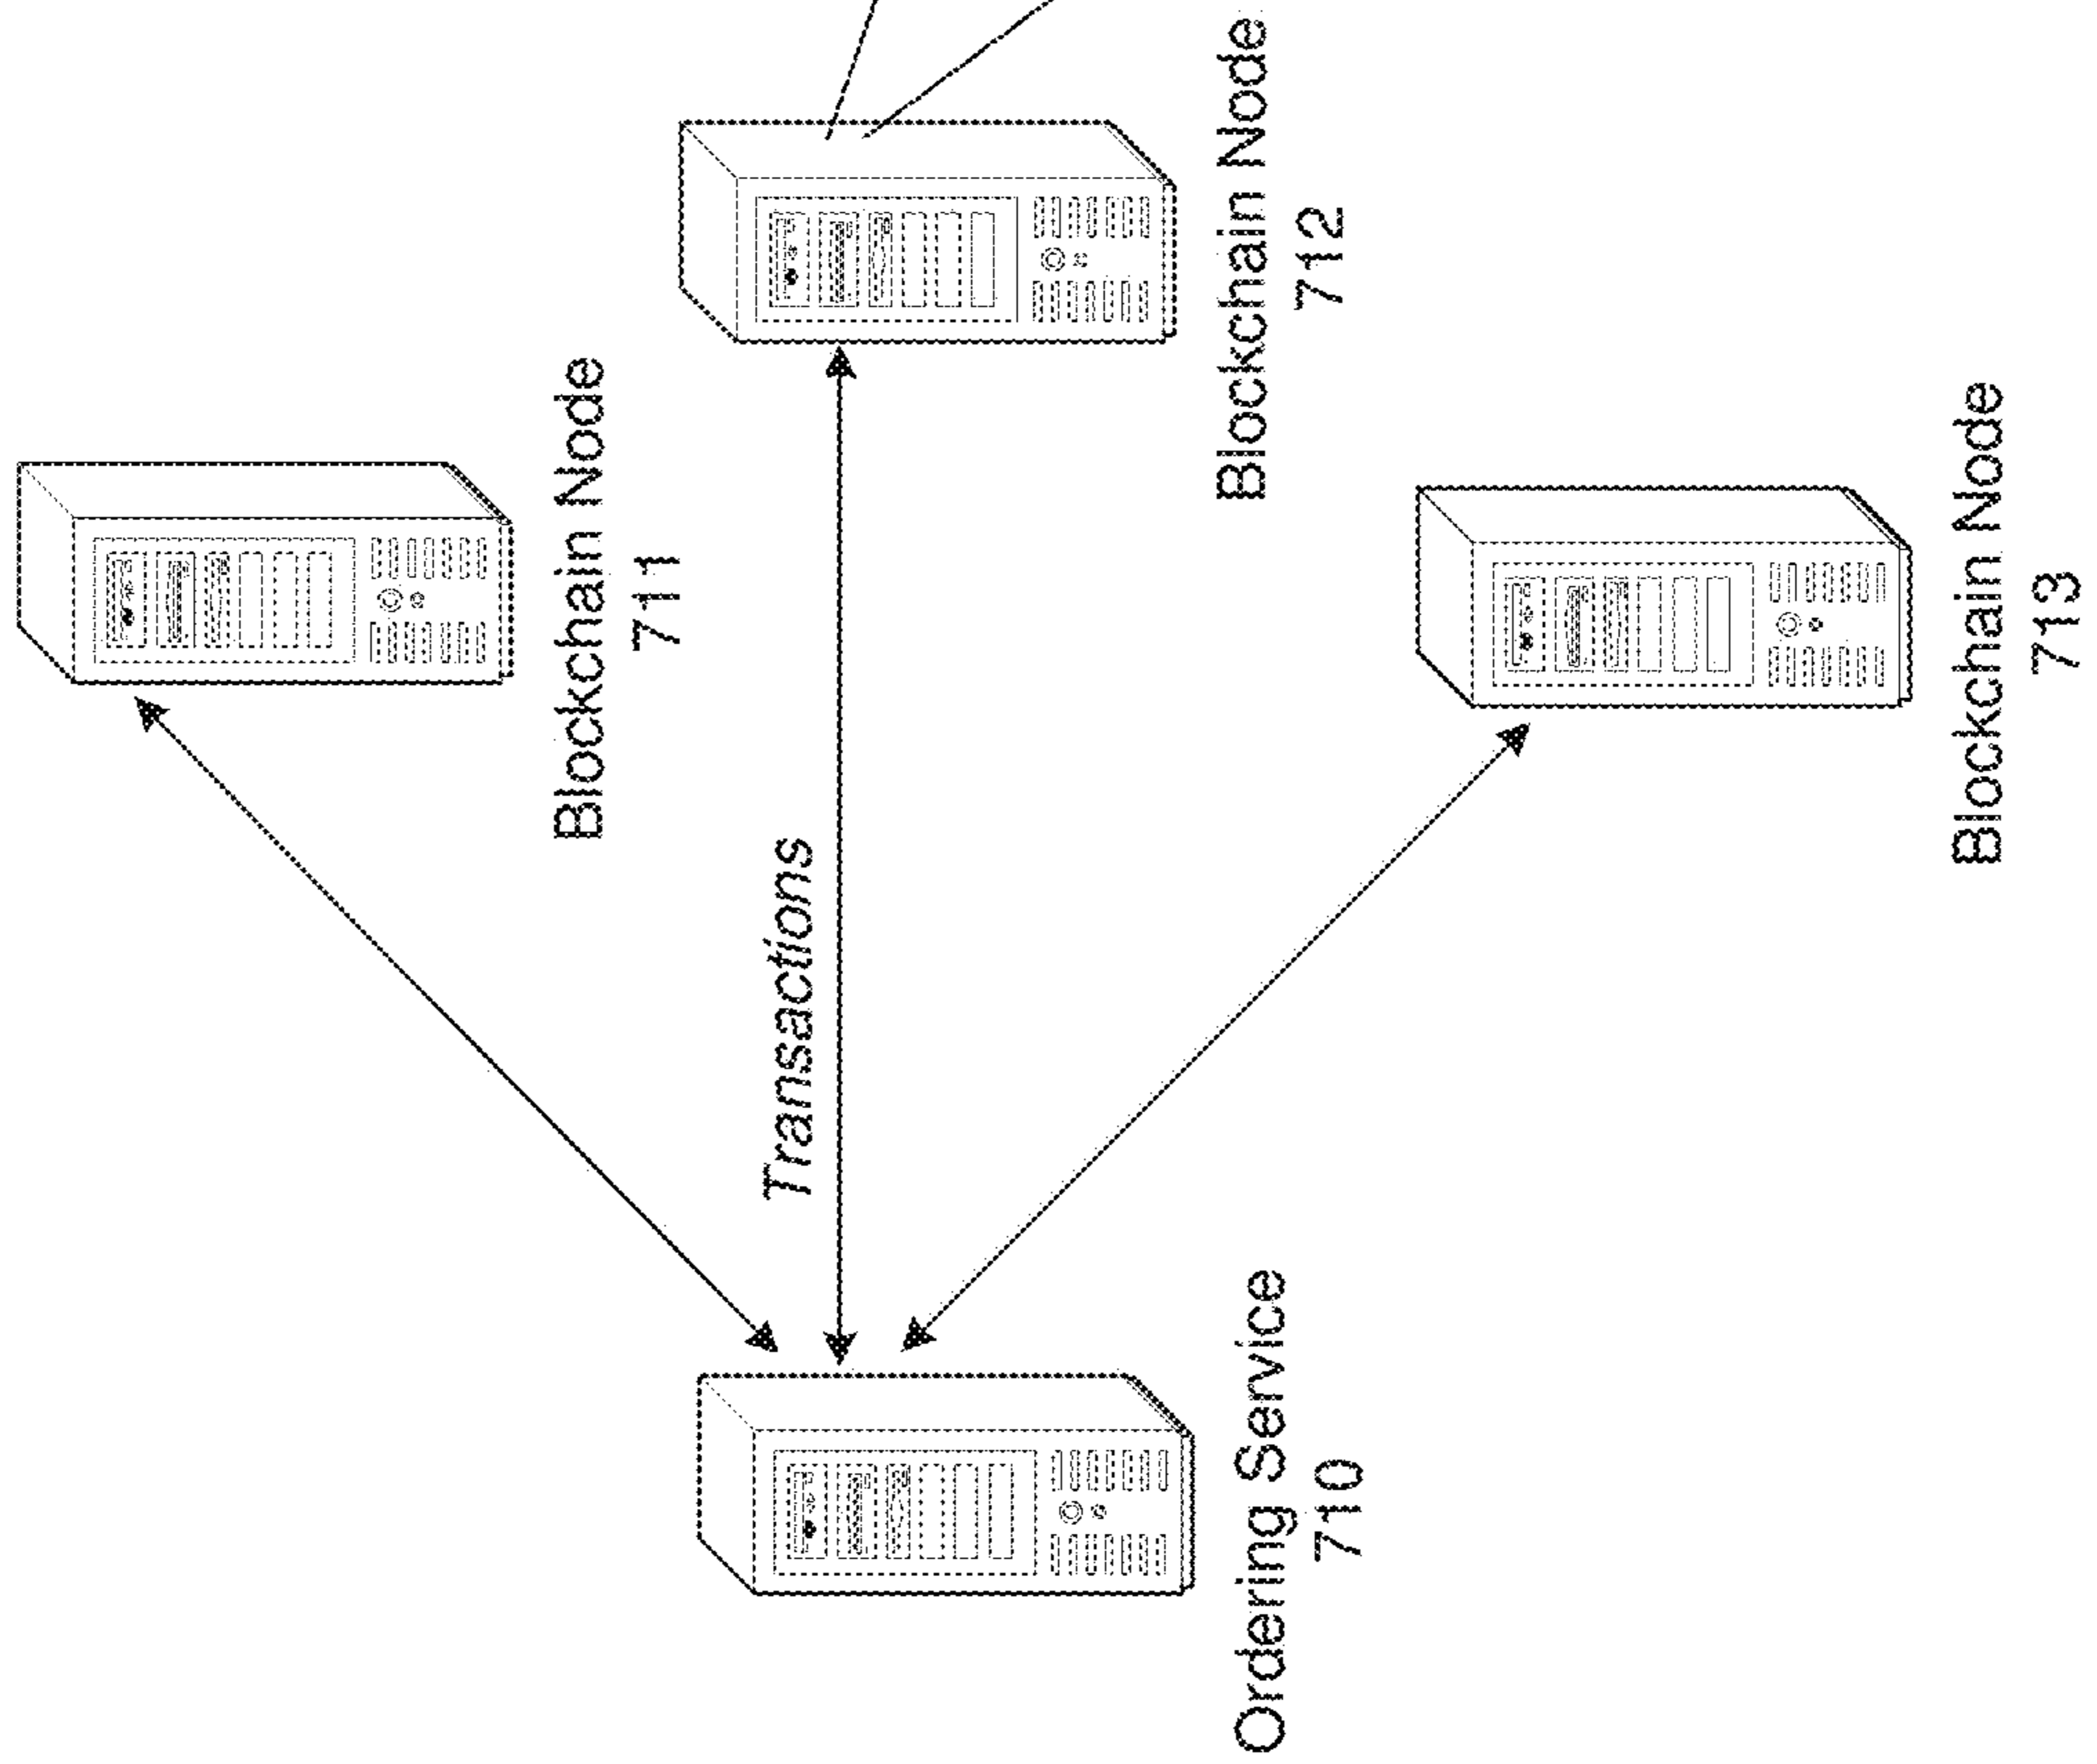 Blockchain Node
711
Transactions
Ordering Service
710
Blockchain Node
712
Blockchain Node
713